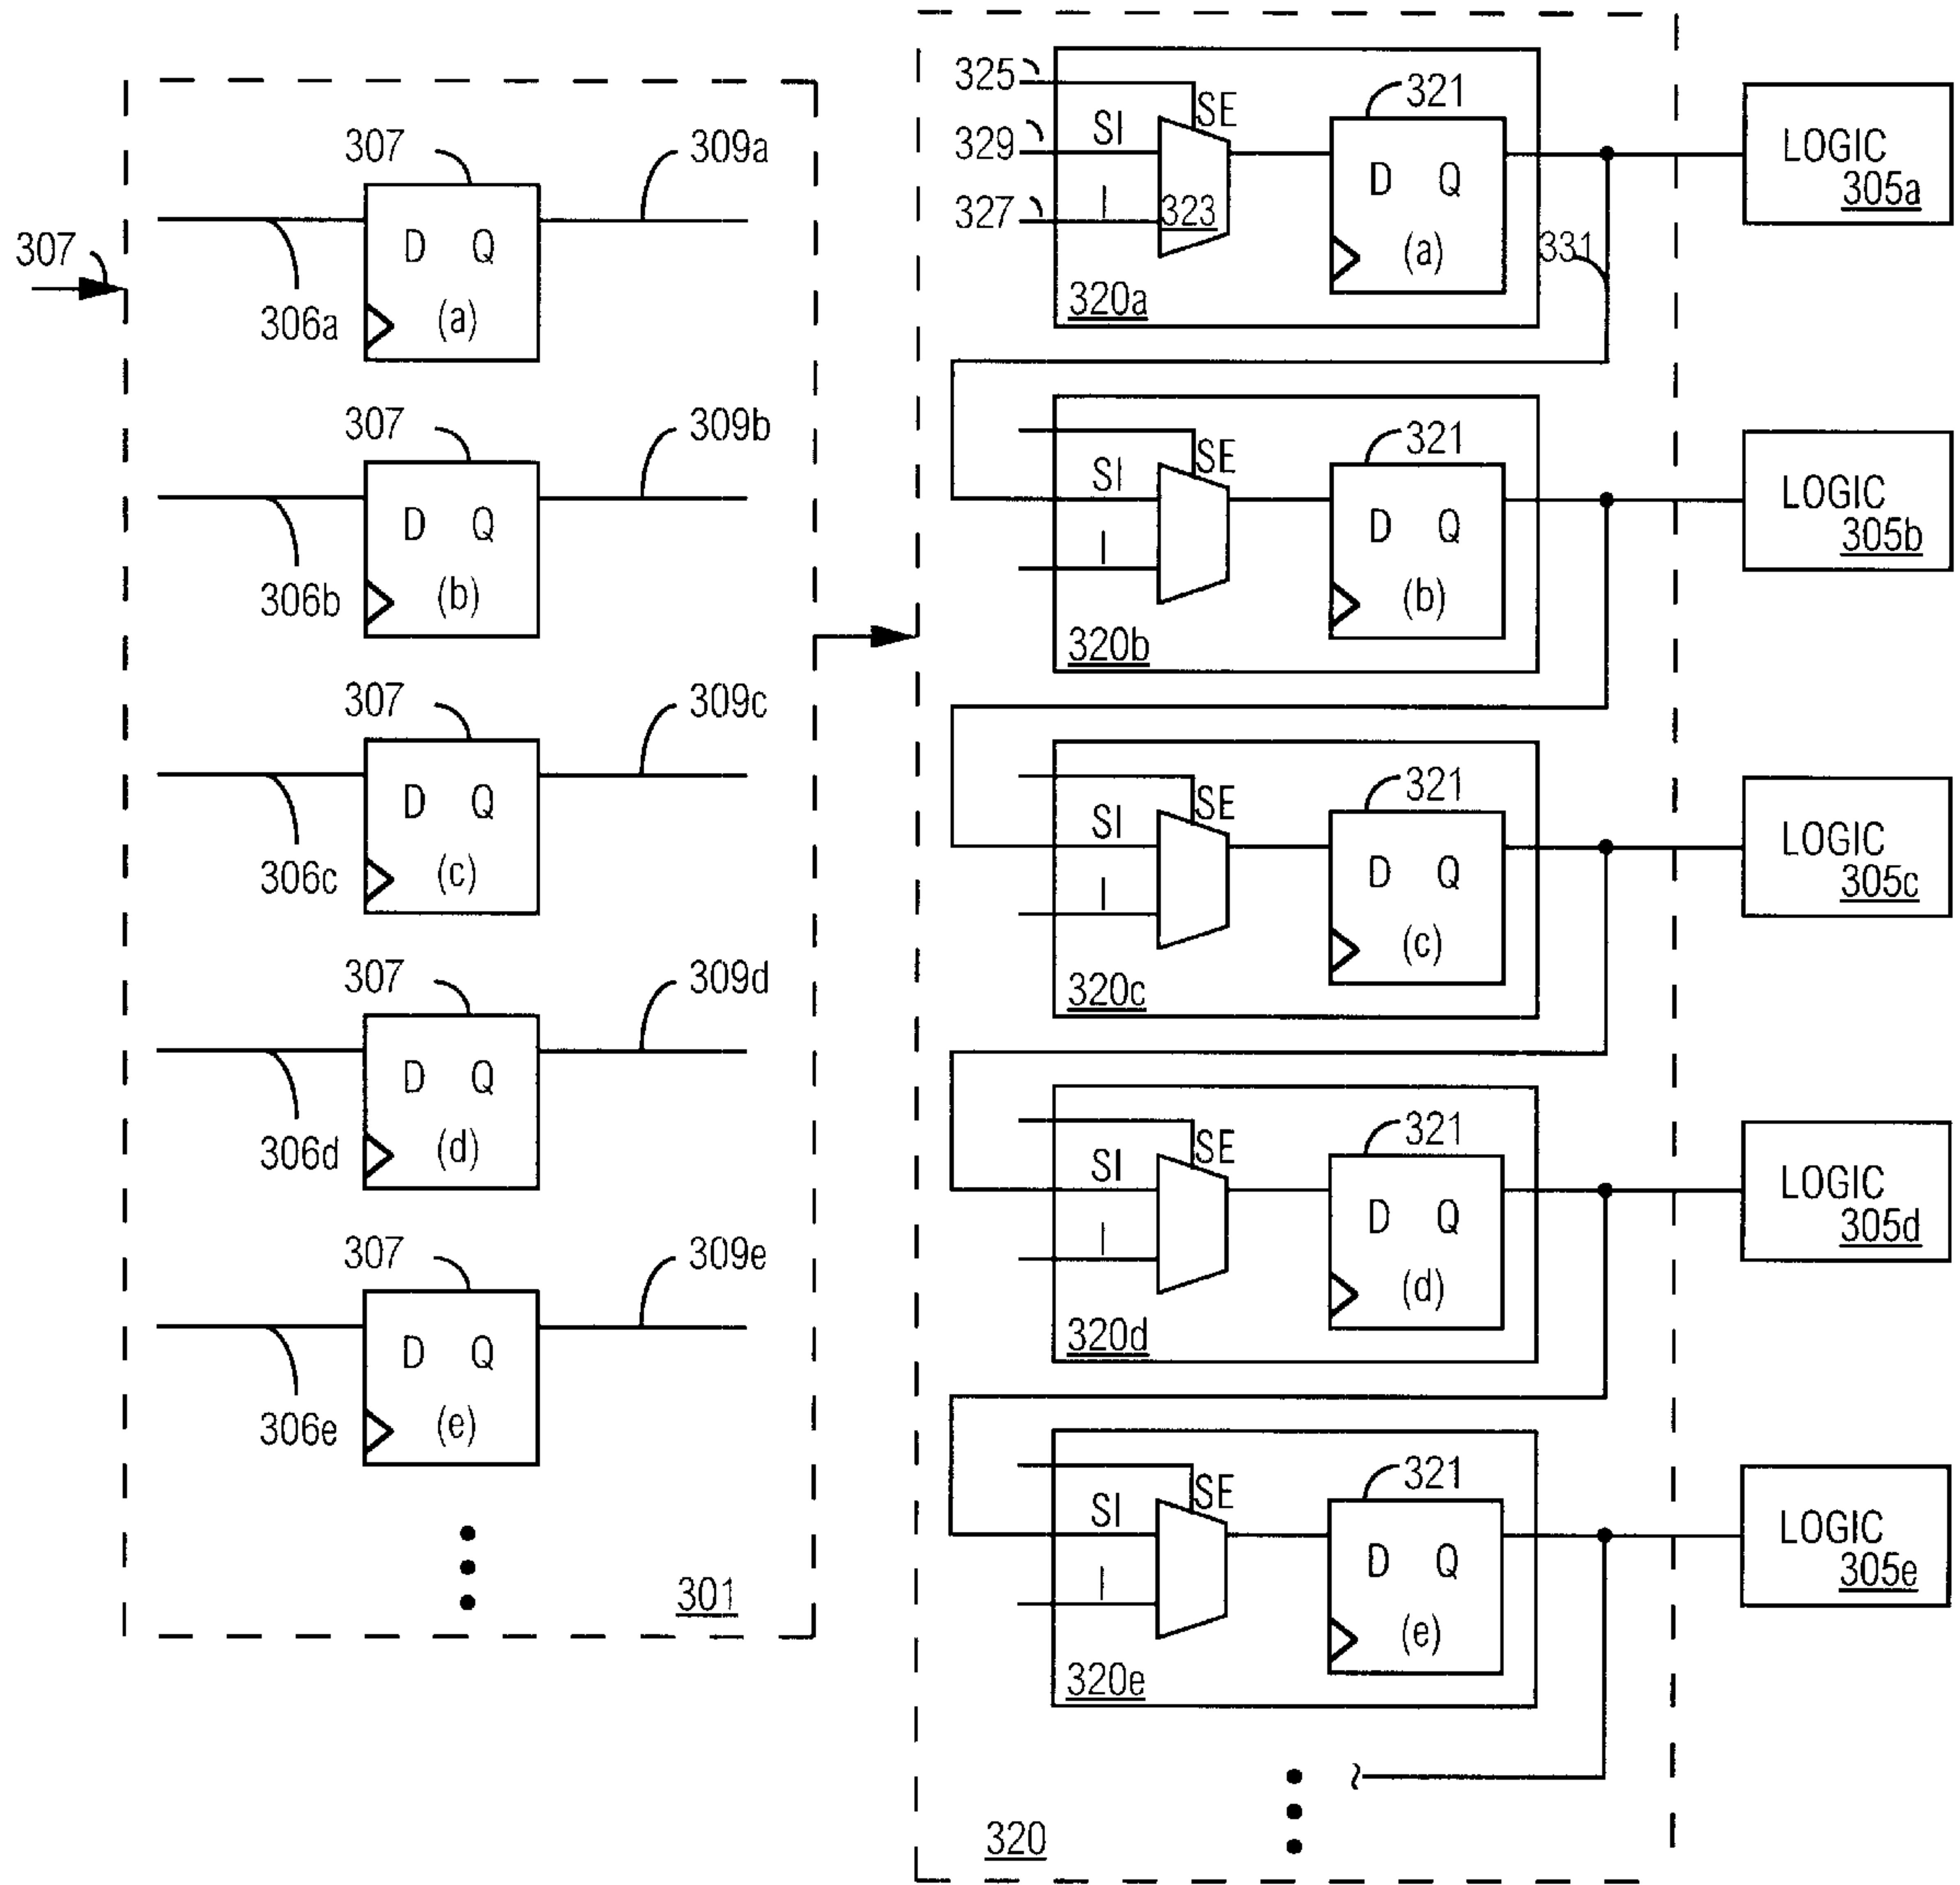 307
307
309a
D Q
(a)
306a
307
309b
D Q
(b)
306b
307
309c
D Q
(c)
306c
307
309d
D Q
(d)
306d
307
309e
D Q
(e)
306e
301
325
SE
321
329
SI
327
I
323
D Q
(a)
331
320a
LOGIC
305a
SE
321
SI
I
D Q
(b)
320b
LOGIC
305b
SE
321
SI
I
D Q
(c)
320c
LOGIC
305c
SE
321
SI
I
D Q
(d)
320d
LOGIC
305d
SE
321
SI
I
D Q
(e)
320e
LOGIC
305e
320